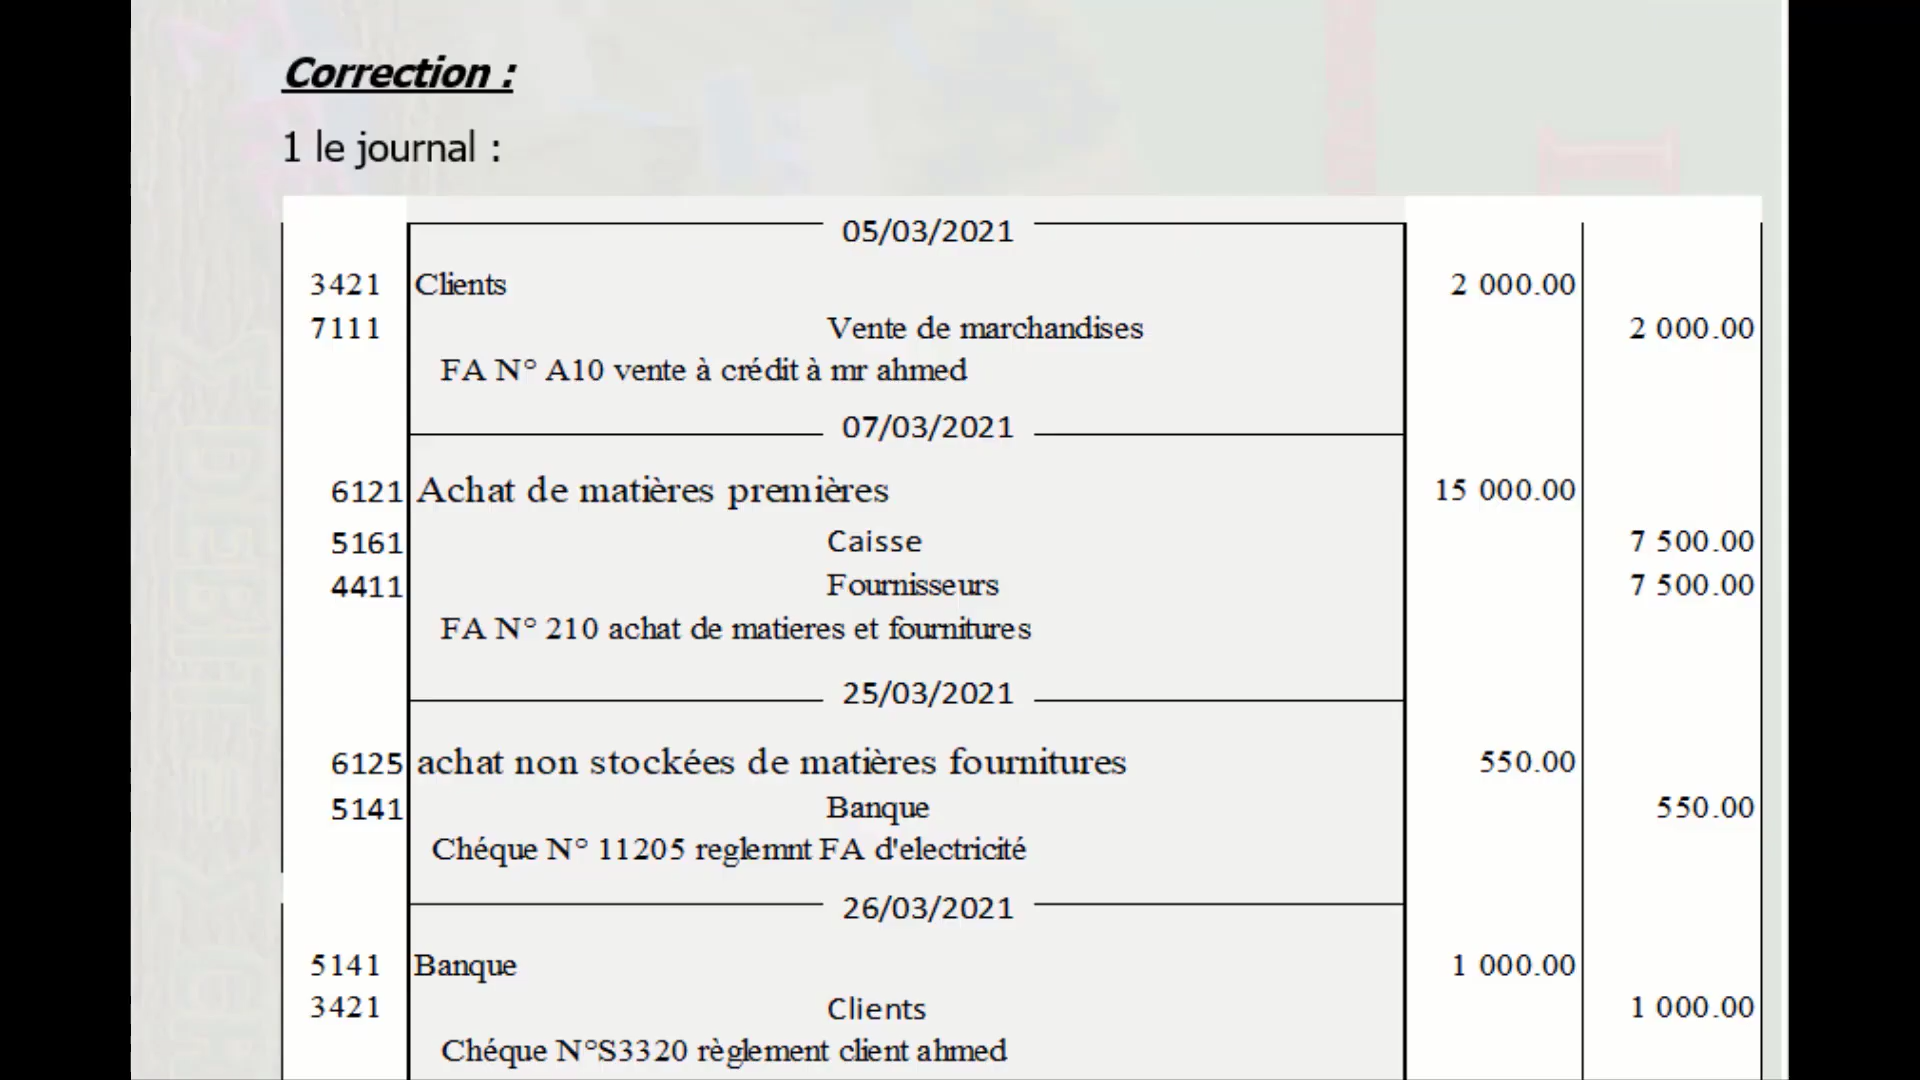 Correction :
1 le journal :
05/03/2021
3421 Clients 2 000.00
7111 Vente de marchandises 2 000.00
FA N° A10 vente à crédit à mr ahmed
07/03/2021
6121 Achat de matières premières 15 000.00
5161 Caisse 7 500.00
4411 Fournisseurs 7 500.00
FA N° 210 achat de matieres et fournitures
25/03/2021
6125 achat non stockées de matières fournitures 550.00
5141 Banque 550.00
Chéque N° 11205 reglemnt FA d'electricité
26/03/2021
5141 Banque 1 000.00
3421 Clients 1 000.00
Chéque N°S3320 règlement client ahmed